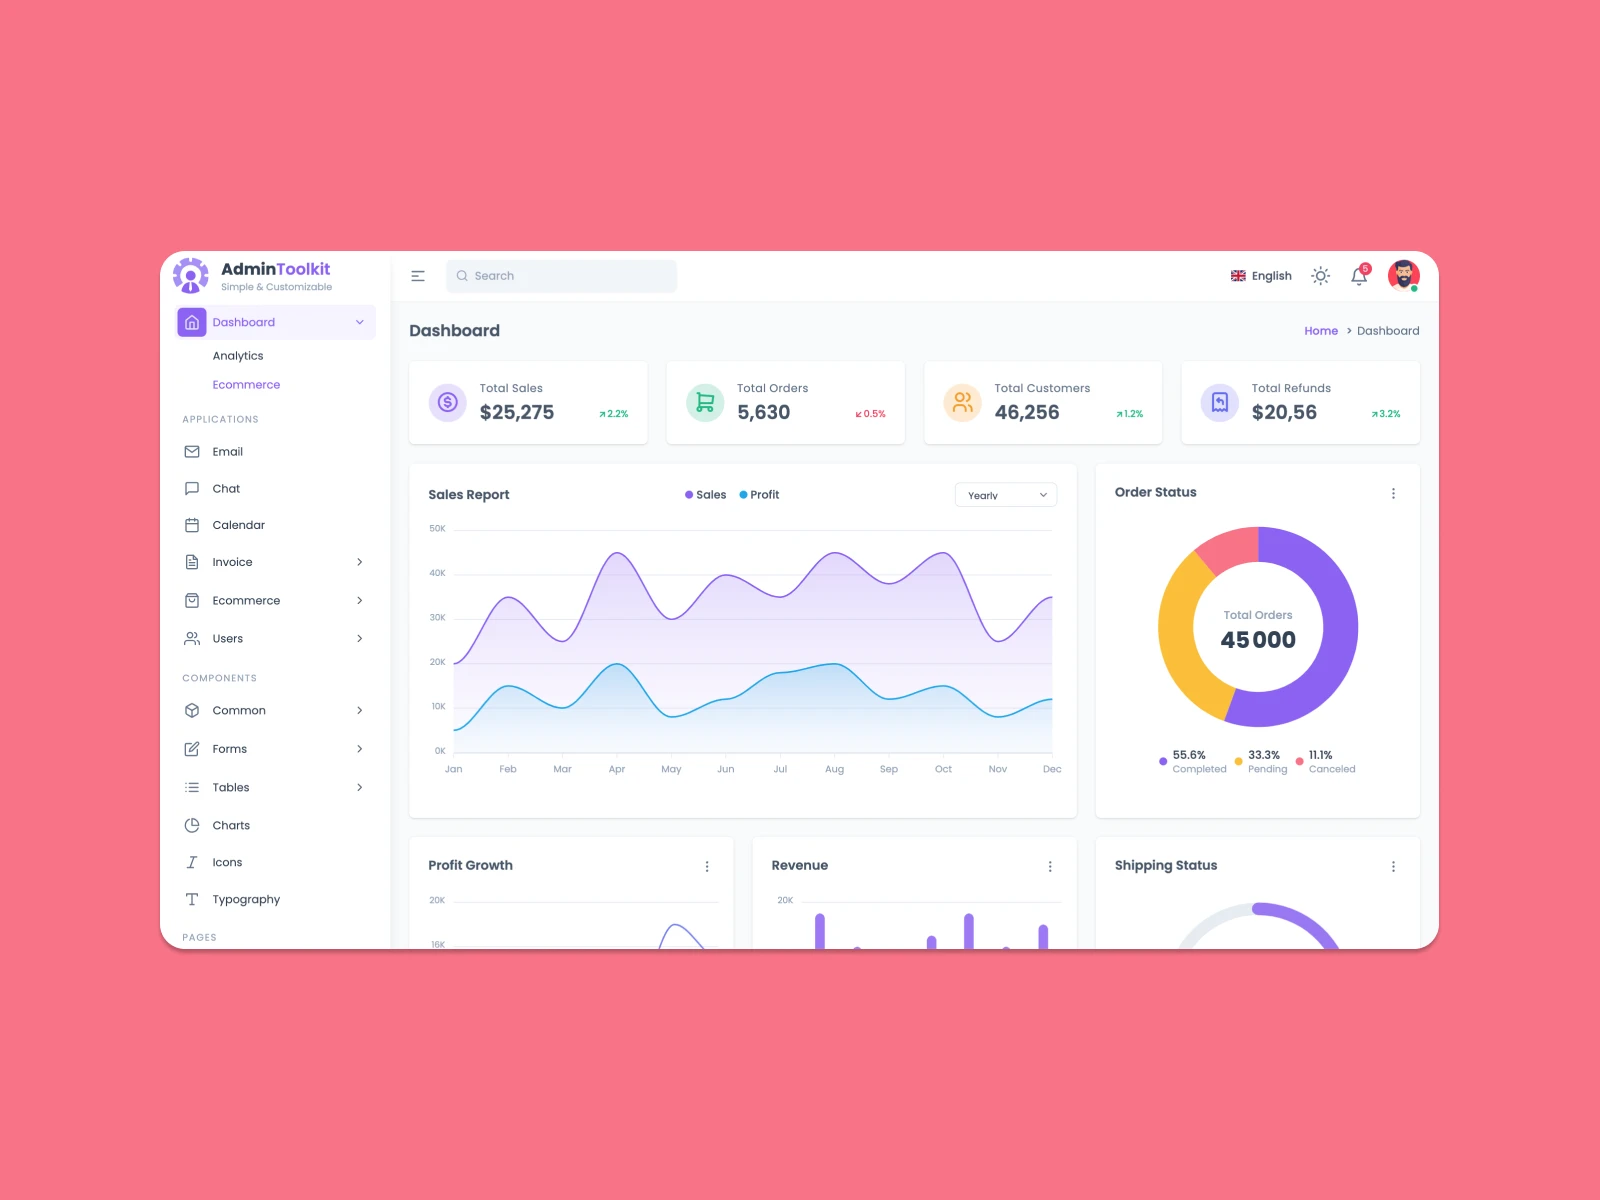 AdminToolkit
Simple & Customizable
Dashboard
Analytics
Ecommerce
APPLICATIONS
Email
Chat
Calendar
Invoice
Ecommerce
Users
COMPONENTS
Common
Forms
Tables
Charts
Icons
Typography
PAGES
Search
English
5
Dashboard
Home > Dashboard
Total Sales
$25,275
2.2%
Total Orders
5,630
0.5%
Total Customers
46,256
1.2%
Total Refunds
$20,56
3.2%
Sales Report
Sales Profit
Yearly
50K
40K
30K
20K
10K
0K
Jan Feb Mar Apr May Jun Jul Aug Sep Oct Nov Dec
Order Status
Total Orders
45 000
55.6% 33.3% 11.1%
Completed Pending Canceled
Profit Growth
20K
16K
Revenue
20K
Shipping Status